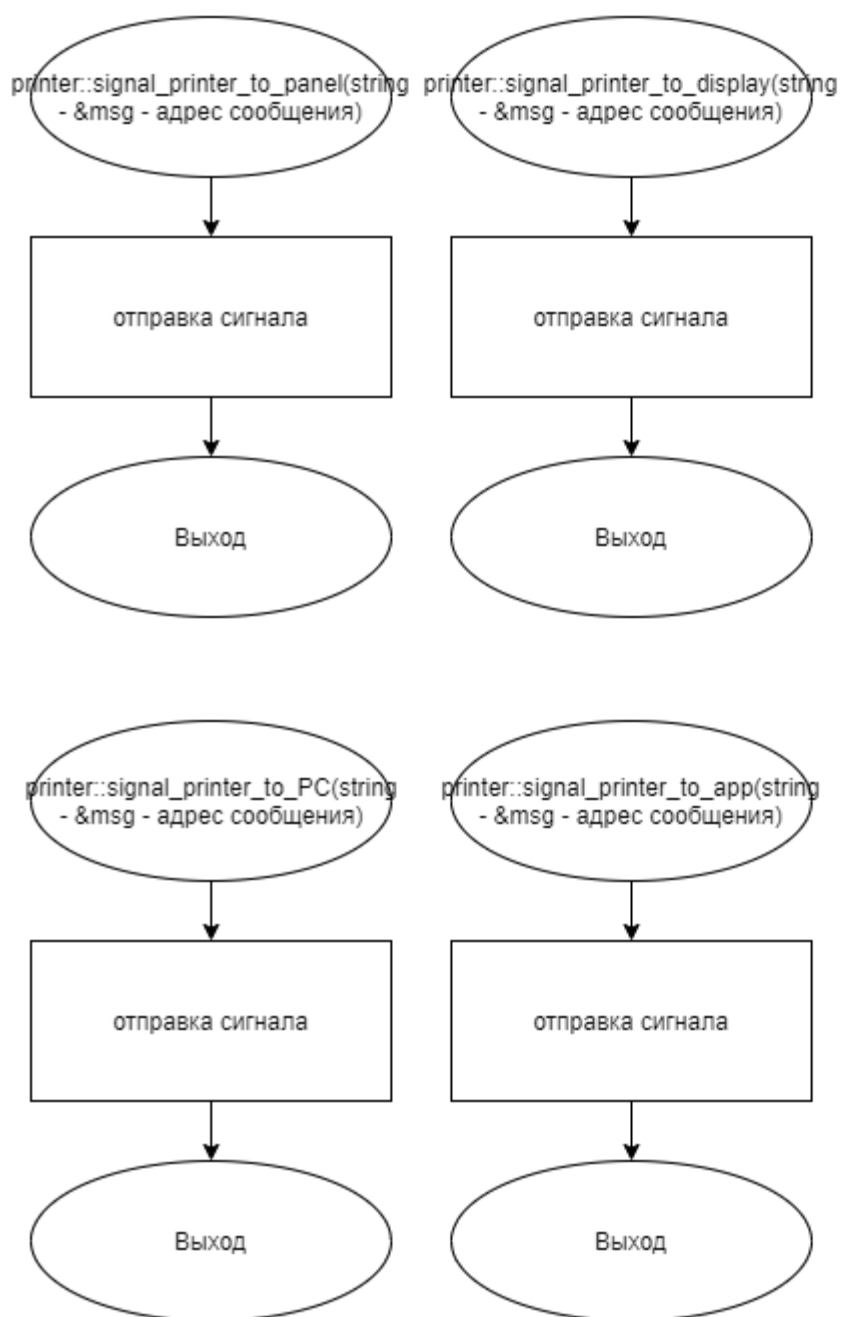 printer::signal_printer_to_panel(string
- &msg - адрес сообщения)
printer::signal_printer_to_display(string
- &msg - адрес сообщения)
отправка сигнала
отправка сигнала
Выход
Выход
printer::signal_printer_to_PC(string
- &msg - адрес сообщения)
printer::signal_printer_to_app(string
- &msg - адрес сообщения)
отправка сигнала
отправка сигнала
Выход
Выход